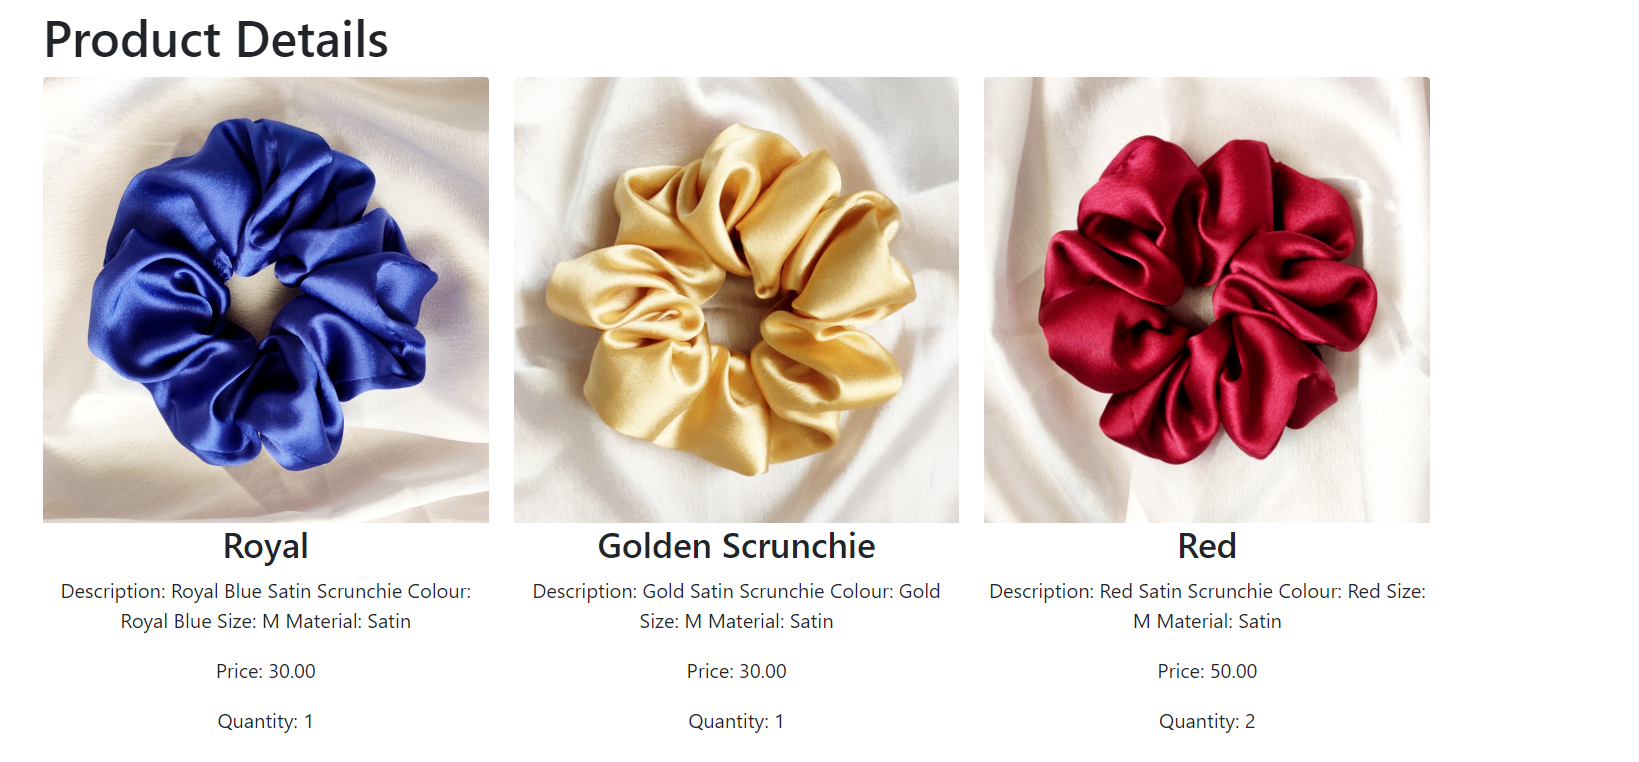 Product Details
Royal
Description: Royal Blue Satin Scrunchie Colour:
Royal Blue Size: M Material: Satin
Price: 30.00
Quantity: 1
Golden Scrunchie
Description: Gold Satin Scrunchie Colour: Gold
Size: M Material: Satin
Price: 30.00
Quantity: 1
Red
Description: Red Satin Scrunchie Colour: Red Size:
M Material: Satin
Price: 50.00
Quantity: 2